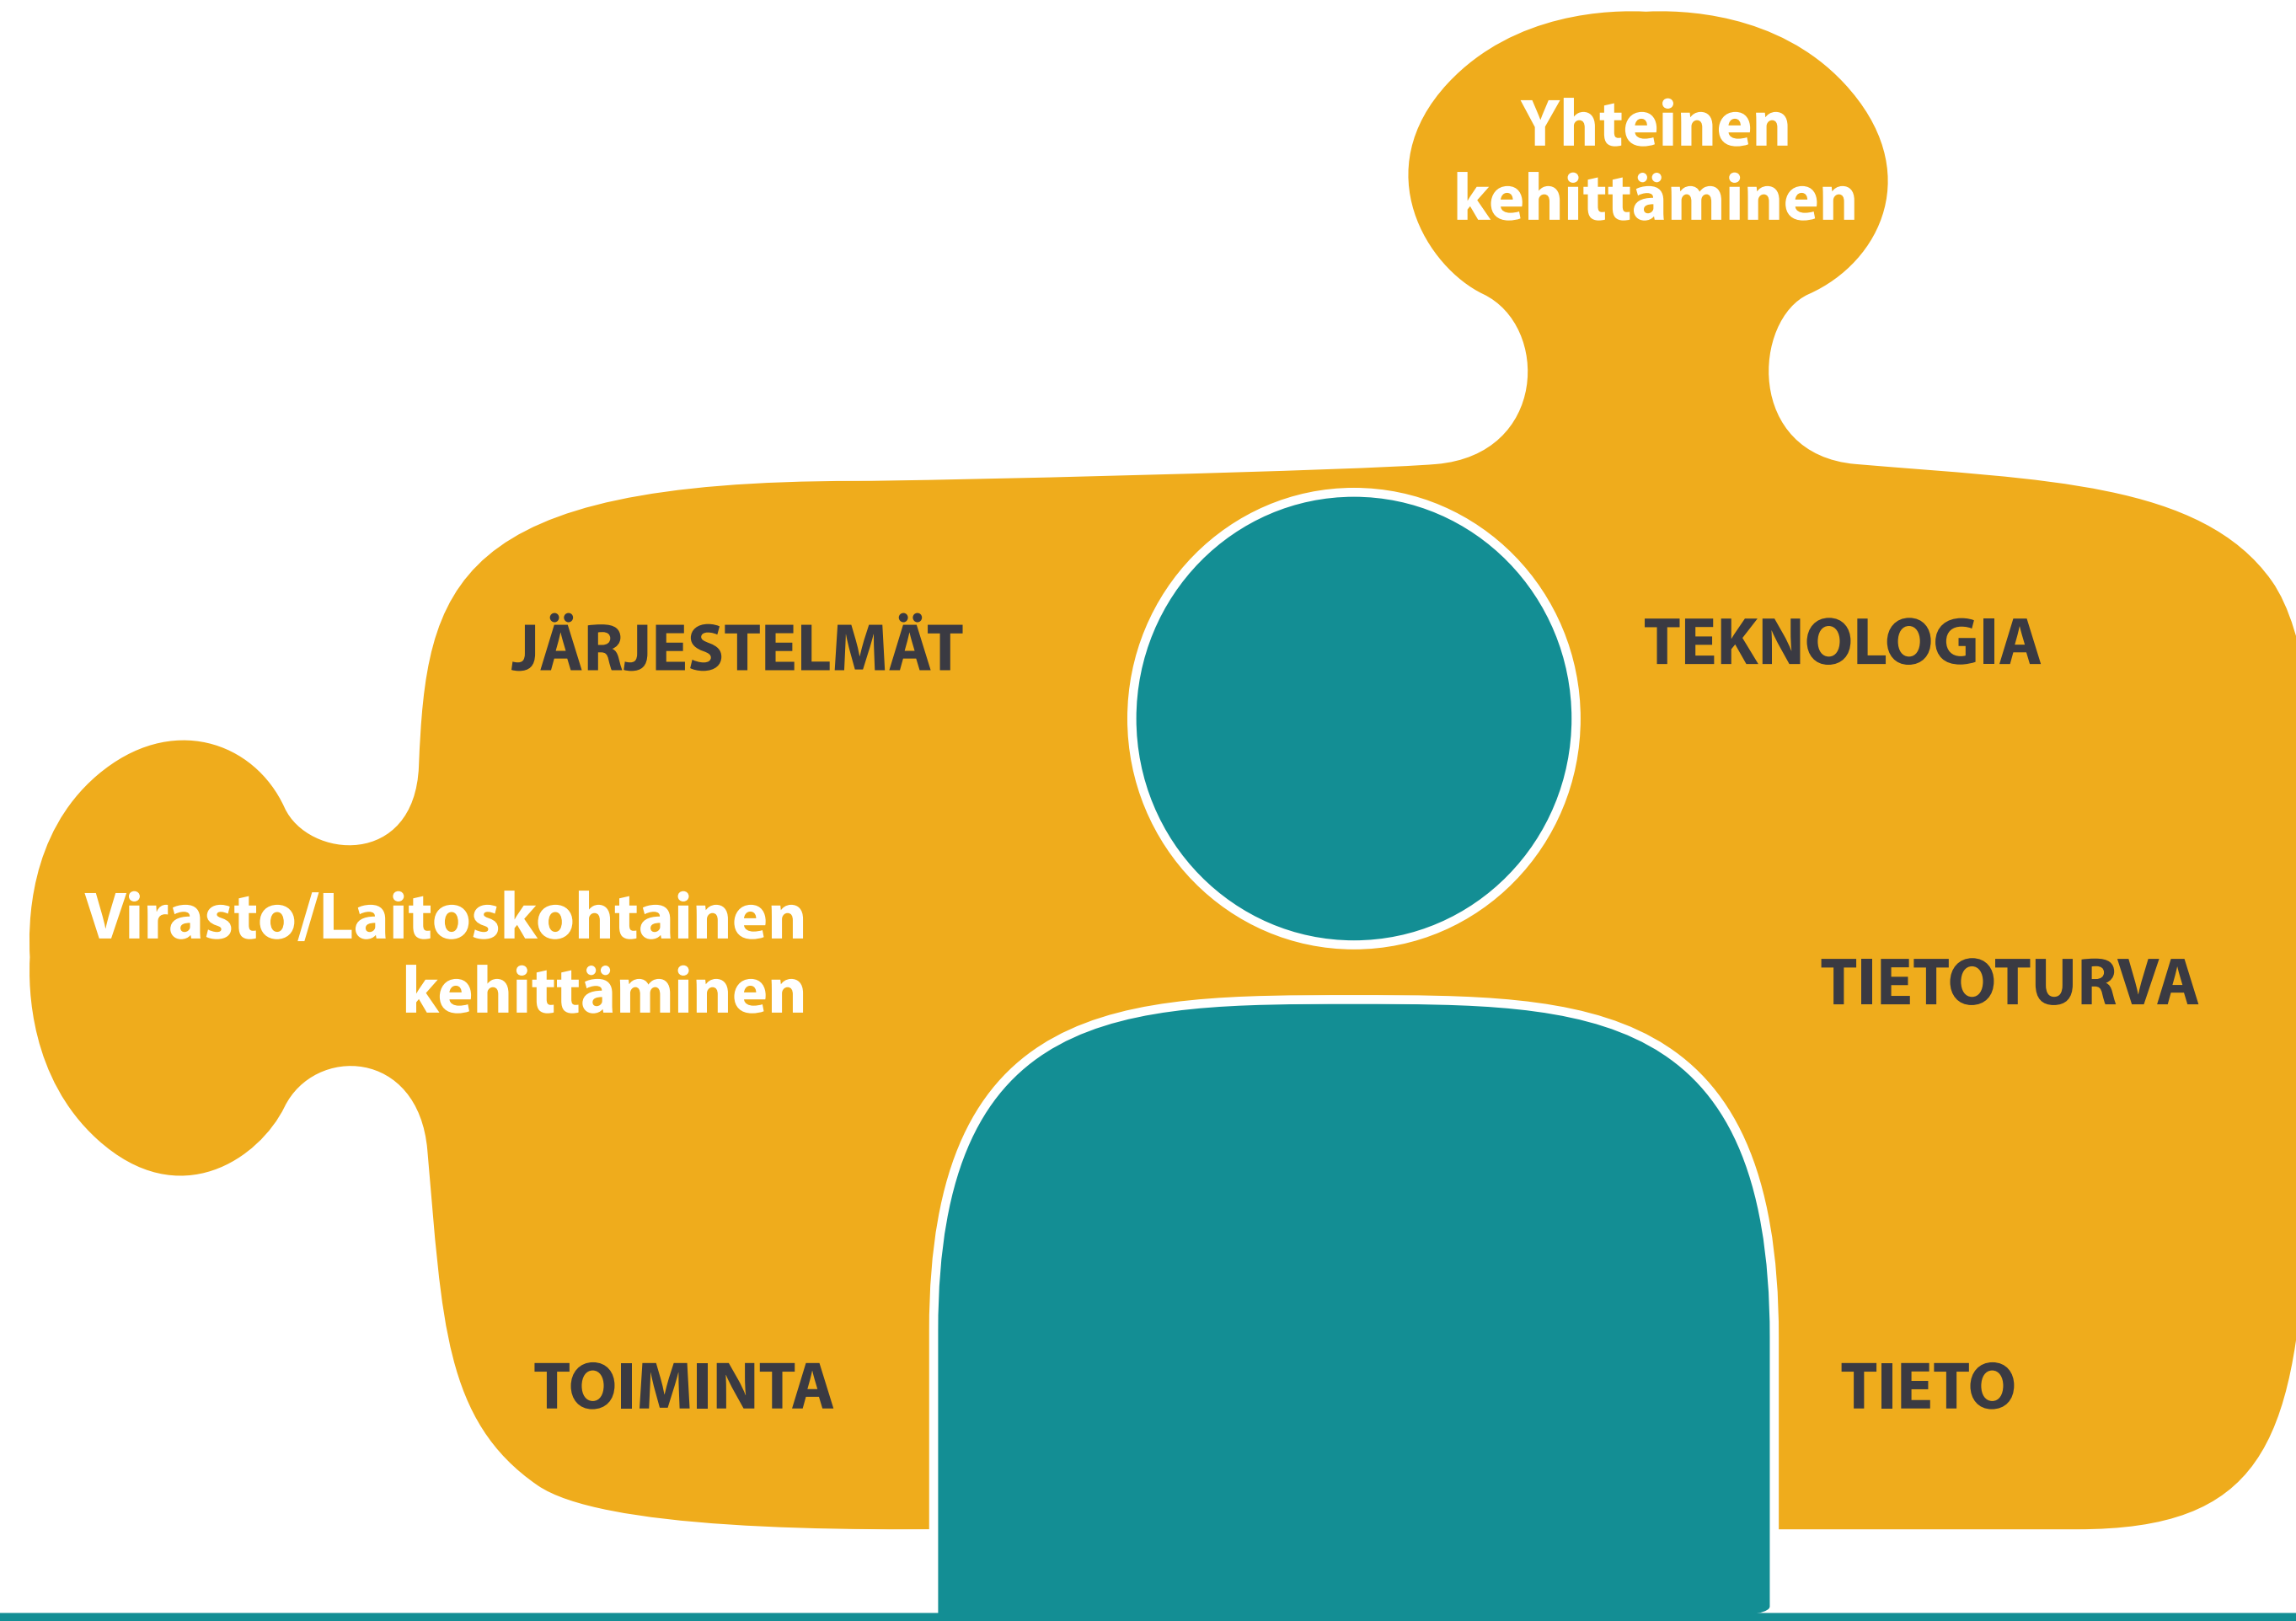 Yhteinen
kehittäminen
JÄRJESTELMÄT
TEKNOLOGIA
Virasto/Laitoskohtainen
kehittäminen
TIETOTURVA
TOIMINTA
TIETO